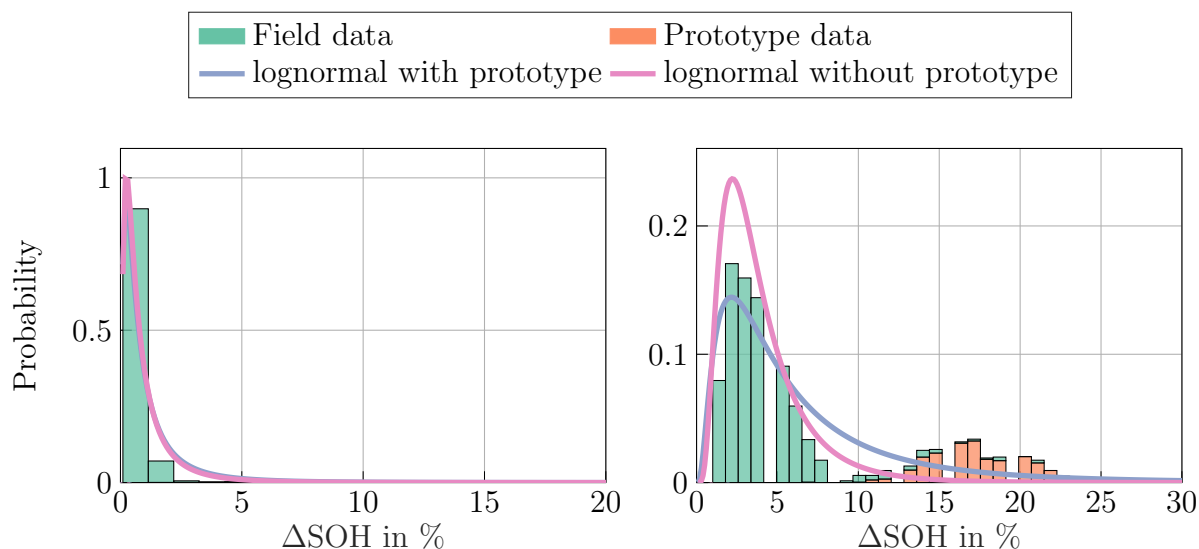 Field data
Prototype data
lognormal with prototype
lognormal without prototype
Probability
1
0.5
0
0
5
10
15
20
ΔSOH in %
0.2
0.1
0
0
5
10
15
20
25
30
ΔSOH in %